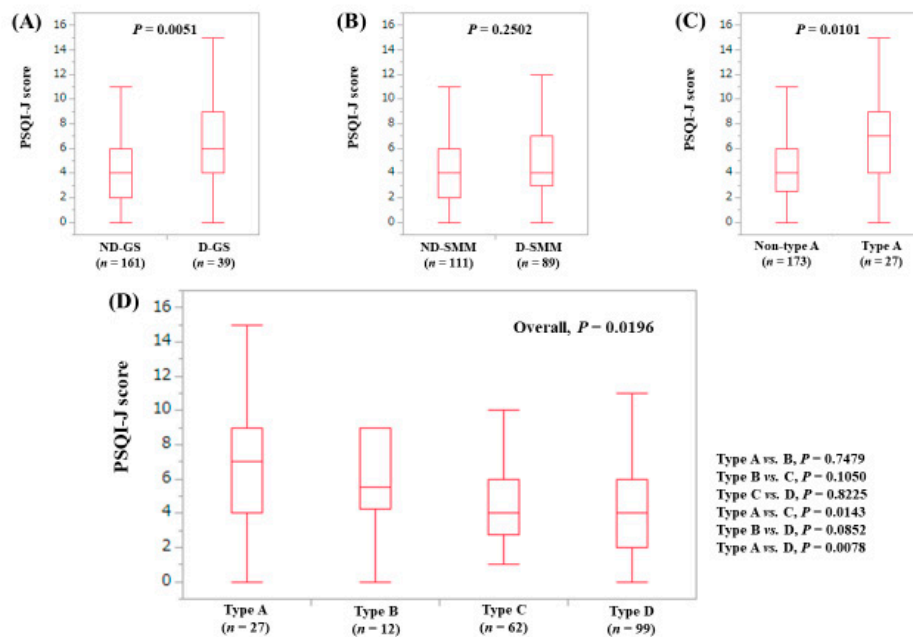 (A)
P = 0.0051
PSQI-J score
16
14
12
10
8
6
4
2
0
ND-GS
(n = 161)
D-GS
(n = 39)
(B)
P = 0.2502
PSQI-J score
16
14
12
10
8
6
4
2
0
ND-SMM
(n = 111)
D-SMM
(n = 89)
(C)
P = 0.0101
PSQI-J score
16
14
12
10
8
6
4
2
0
Non-type A
(n = 173)
Type A
(n = 27)
(D)
Overall, P = 0.0196
PSQI-J score
16
14
12
10
8
6
4
2
0
Type A
(n = 27)
Type B
(n = 12)
Type C
(n = 62)
Type D
(n = 99)
Type A vs. B, P = 0.7479
Type B vs. C, P = 0.1050
Type C vs. D, P = 0.8225
Type A vs. C, P = 0.0143
Type B vs. D, P = 0.0852
Type A vs. D, P = 0.0078